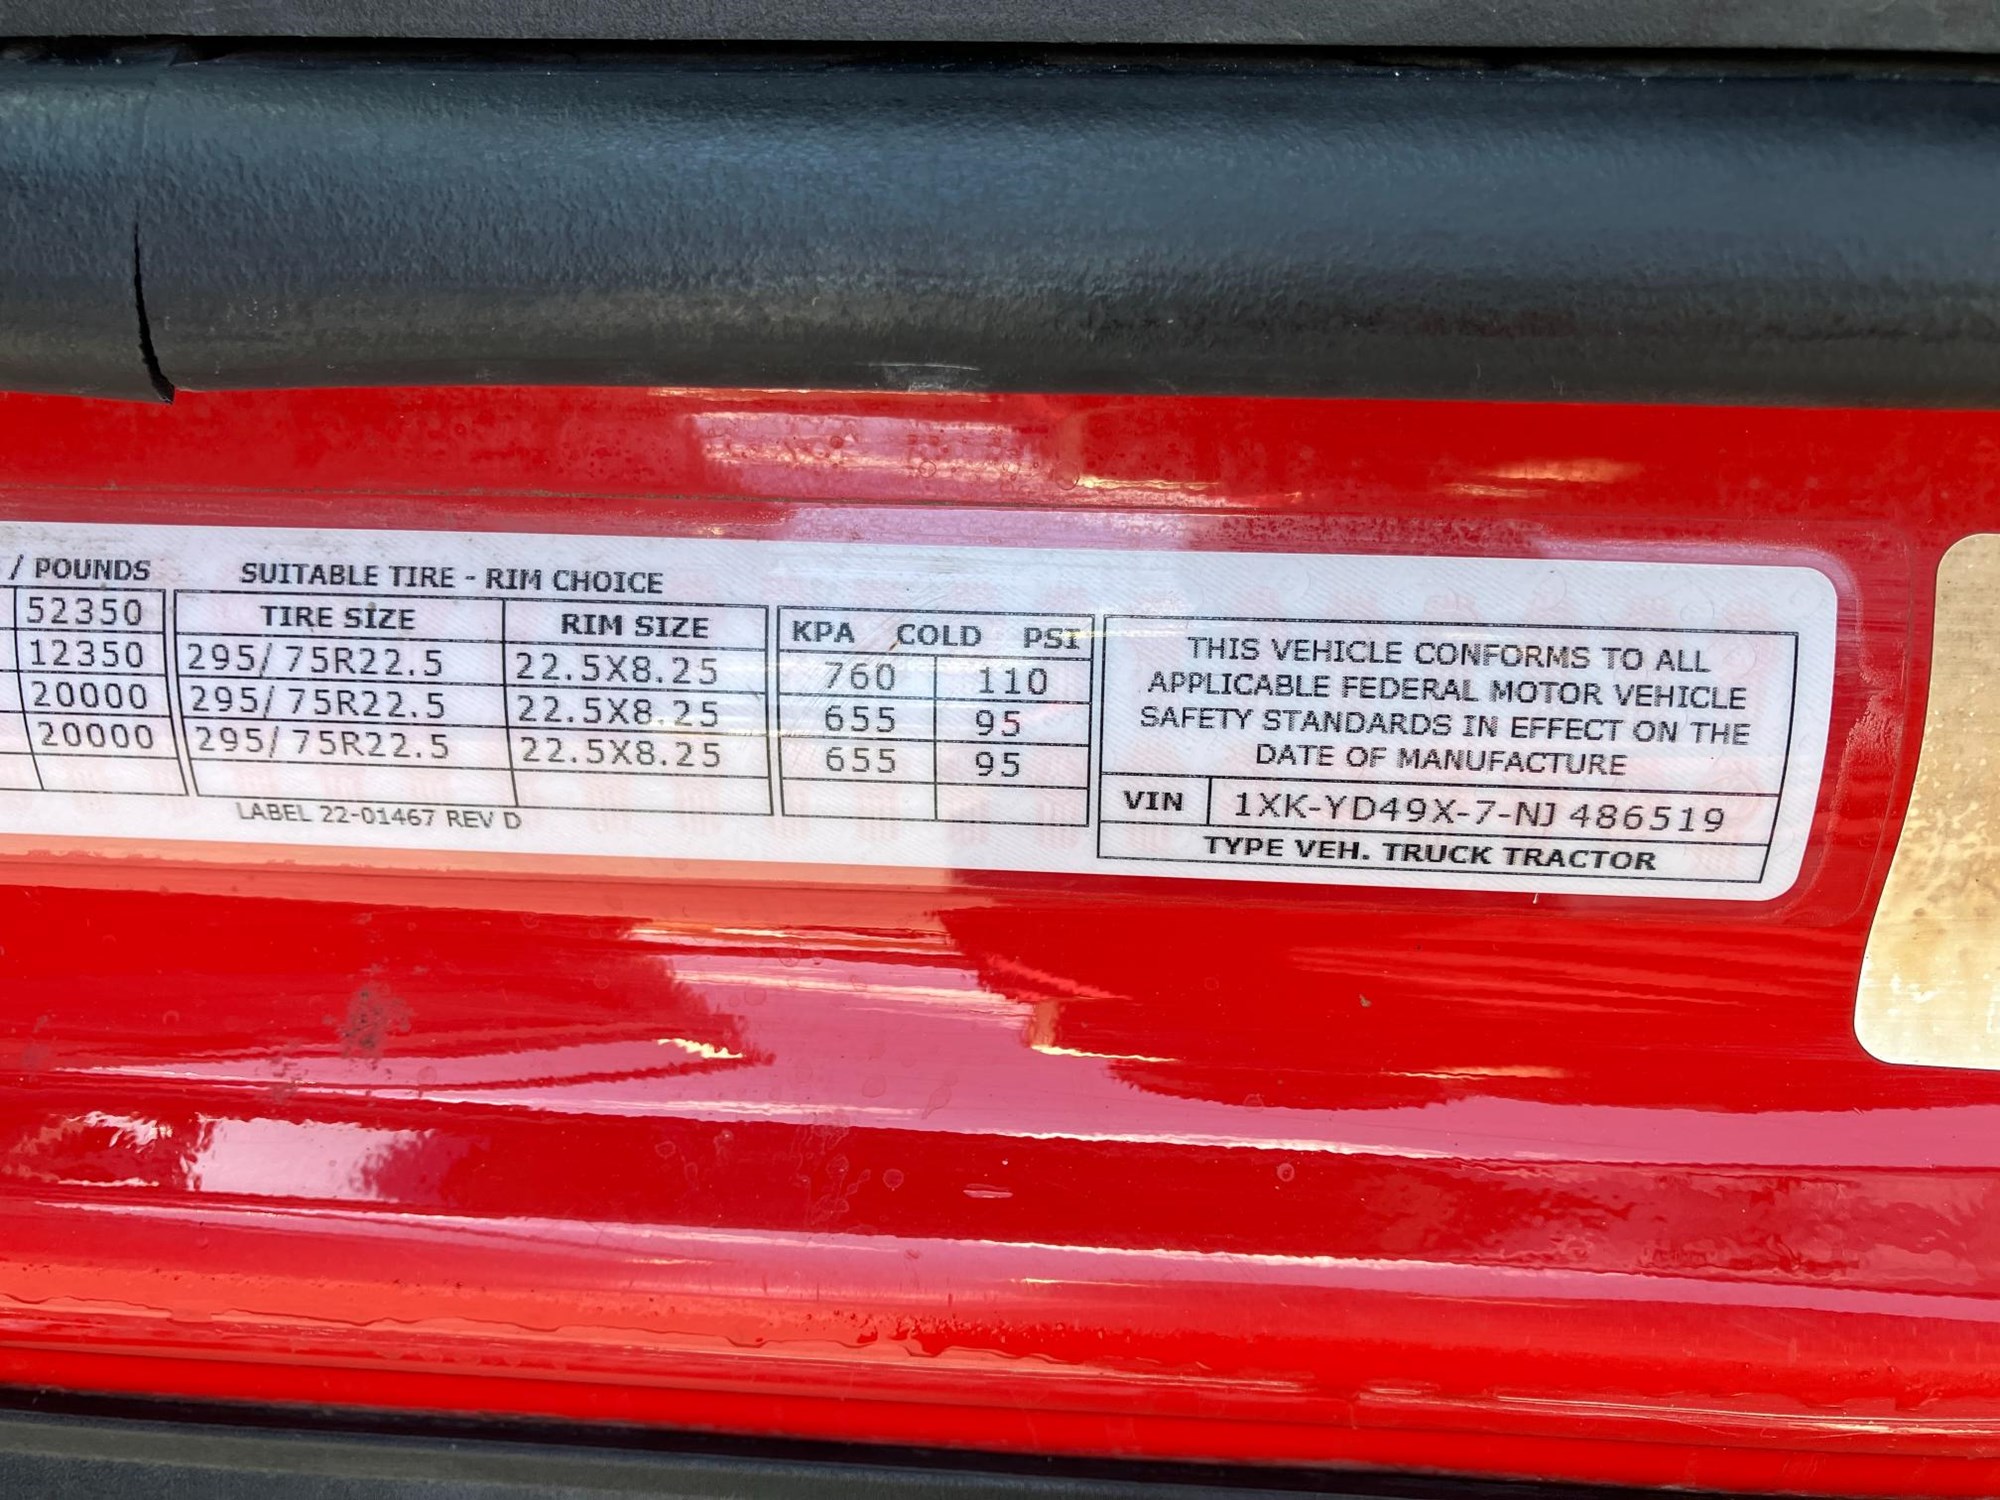 / POUNDS SUITABLE TIRE - RIM CHOICE
52350 TIRE SIZE RIM SIZE KPA COLD PSI
12350 295/75R22.5 22.5X8.25 760 110
20000 295/75R22.5 22.5X8.25 655 95
20000 295/75R22.5 22.5X8.25 655 95
LABEL 22-01467 REV D
THIS VEHICLE CONFORMS TO ALL
APPLICABLE FEDERAL MOTOR VEHICLE
SAFETY STANDARDS IN EFFECT ON THE
DATE OF MANUFACTURE
VIN 1XK-YD49X-7-NJ 486519
TYPE VEH. TRUCK TRACTOR